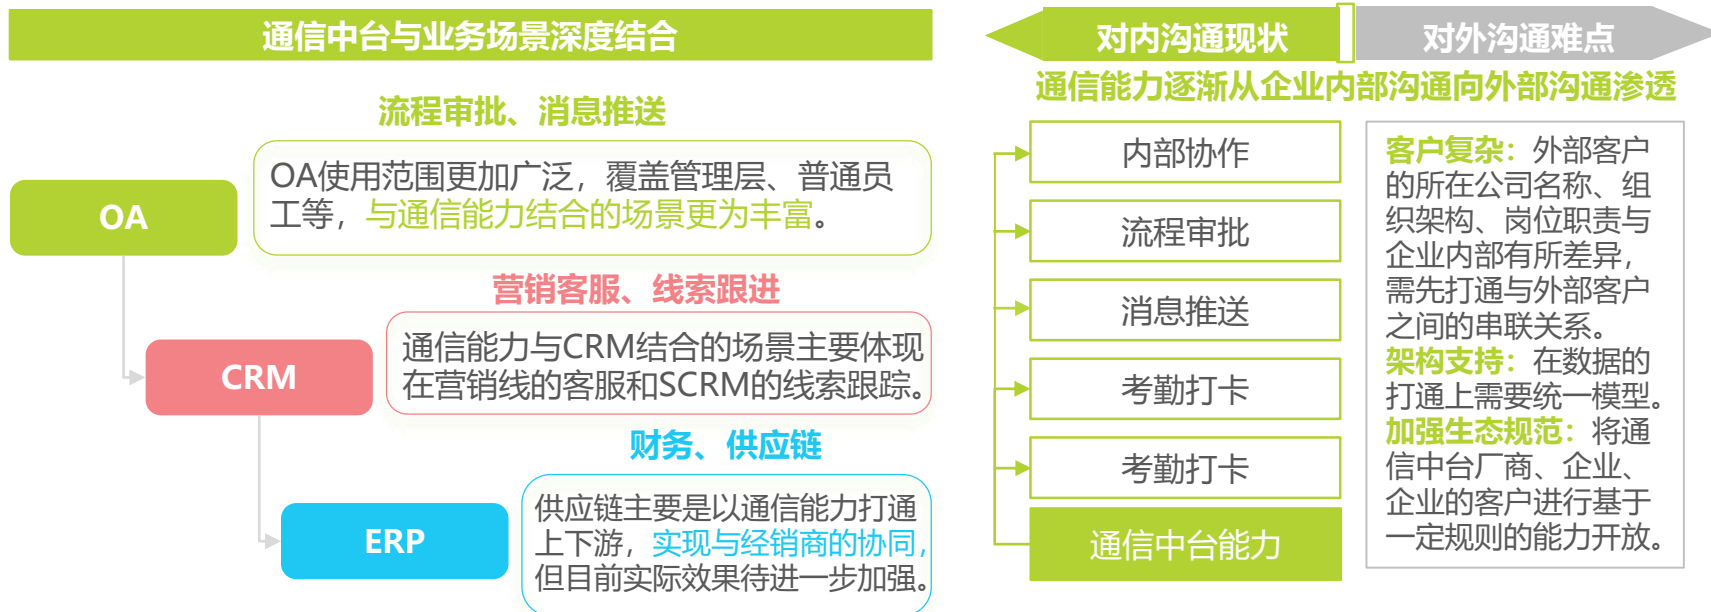 通信中台与业务场景深度结合
流程审批、消息推送
OA
OA使用范围更加广泛，覆盖管理层、普通员
工等，与通信能力结合的场景更为丰富。
营销客服、线索跟进
CRM
通信能力与CRM结合的场景主要体现
在营销线的客服和SCRM的线索跟踪。
财务、供应链
ERP
供应链主要是以通信能力打通
上下游，实现与经销商的协同，
但目前实际效果待进一步加强。
对内沟通现状
对外沟通难点
通信能力逐渐从企业内部沟通向外部沟通渗透
内部协作
流程审批
消息推送
考勤打卡
考勤打卡
通信中台能力
客户复杂：外部客户
的所在公司名称、组
织架构、岗位职责与
企业内部有所差异，
需先打通与外部客户
之间的串联关系。
架构支持：在数据的
打通上需要统一模型。
加强生态规范：将通
信中台厂商、企业、
企业的客户进行基于
一定规则的能力开放。